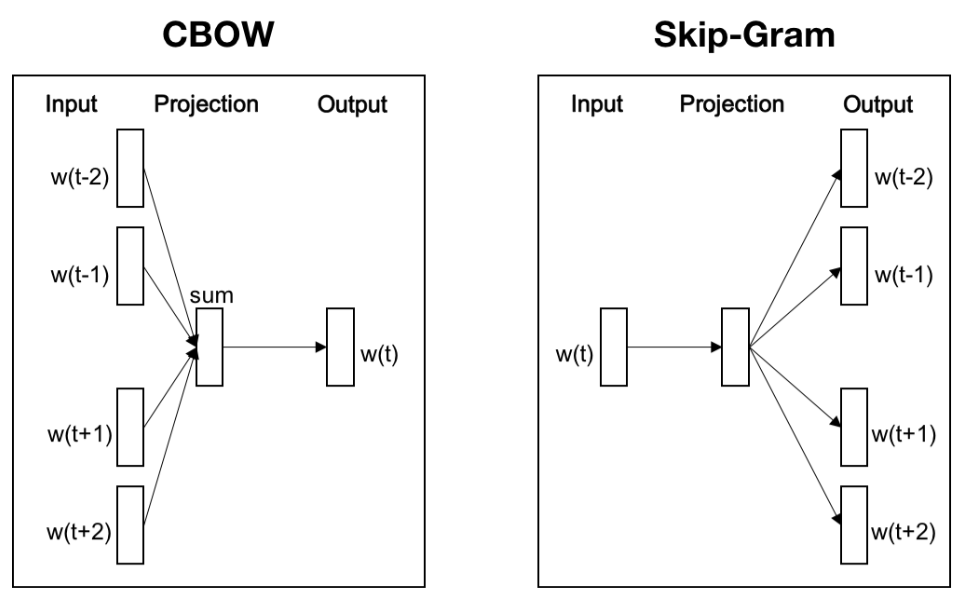 CBOW
Input Projection Output
w(t-2)
w(t-1)
sum
w(t)
w(t+1)
w(t+2)
Skip-Gram
Input Projection Output
w(t-2)
w(t-1)
w(t)
w(t+1)
w(t+2)